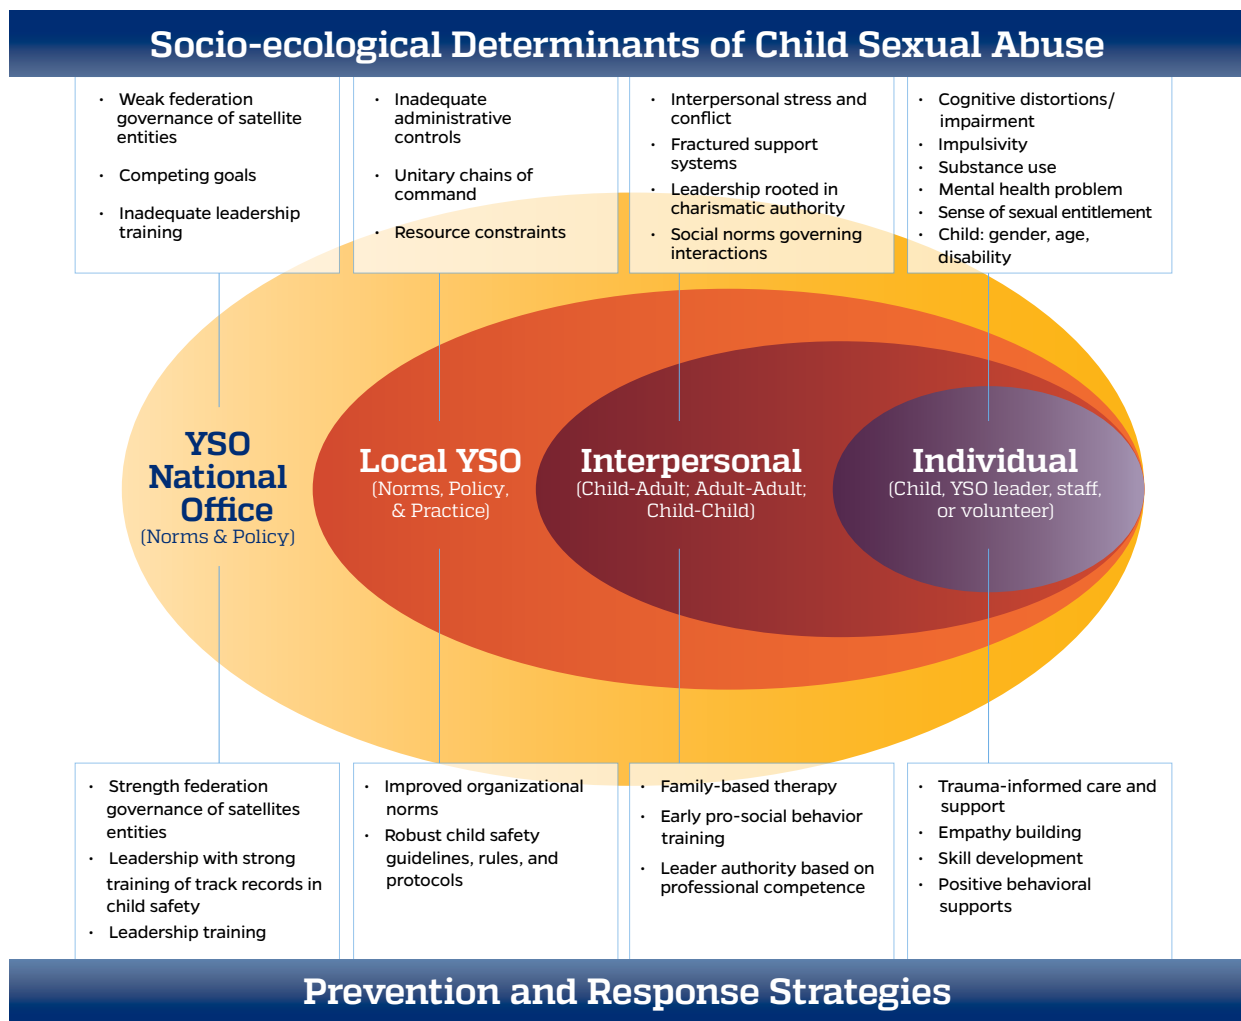 Socio-ecological Determinants of Child Sexual Abuse
· Weak federation
governance of satellite
entities
· Competing goals
· Inadequate leadership
training
· Inadequate
administrative
controls
· Unitary chains of
command
· Resource constraints
· Interpersonal stress and
conflict
· Fractured support
systems
· Leadership rooted in
charismatic authority
· Social norms governing
interactions
· Cognitive distortions/
impairment
· Impulsivity
· Substance use
· Mental health problem
· Sense of sexual entitlement
· Child: gender, age,
disability
YSO
National
Office
(Norms & Policy)
Local YSO
(Norms, Policy,
& Practice)
Interpersonal
(Child-Adult; Adult-Adult;
Child-Child)
Individual
(Child, YSO leader, staff,
or volunteer)
· Strength federation
governance of satellites
entities
· Leadership with strong
training of track records in
child safety
· Leadership training
· Improved organizational
norms
· Robust child safety
guidelines, rules, and
protocols
· Family-based therapy
· Early pro-social behavior
training
· Leader authority based on
professional competence
· Trauma-informed care and
support
· Empathy building
· Skill development
· Positive behavioral
supports
Prevention and Response Strategies